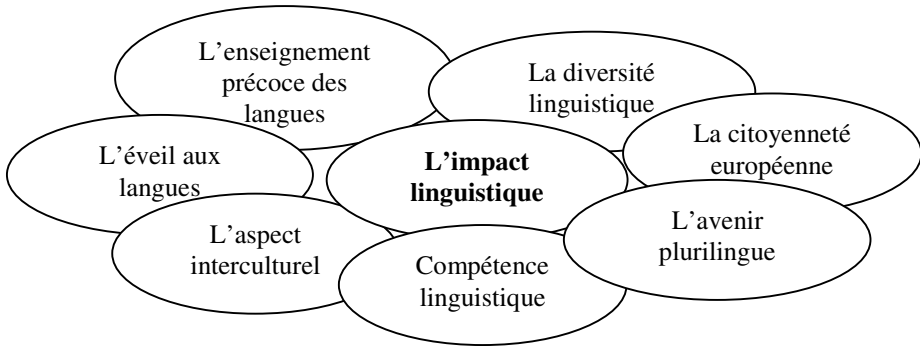 L’enseignement
précoce des
langues
La diversité
linguistique
L’éveil aux
langues
L’impact
linguistique
La citoyenneté
européenne
L’aspect
interculturel
Compétence
linguistique
L’avenir
plurilingue